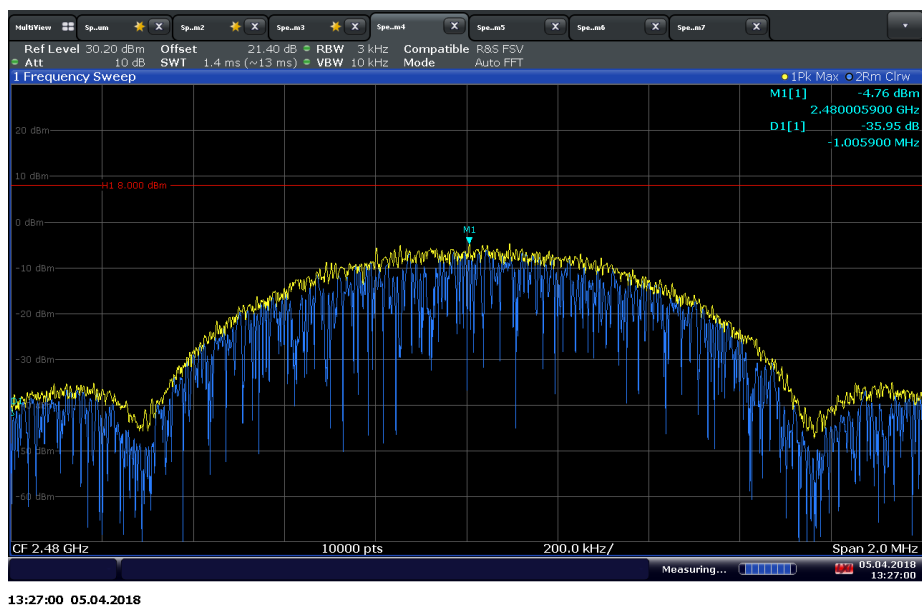 MultiView Sp..um X Sp..m2 X Spe..m3 X Spe..m4 X Spe..m5 X Spe..m6 X Spe..m7 X
Ref Level 30.20 dBm Offset 21.40 dB RBW 3 kHz Compatible R&S FSV
Att 10 dB SWT 1.4 ms (~13 ms) VBW 10 kHz Mode Auto FFT
1 Frequency Sweep 1Pk Max 2Rm Clrw
M1[1] -4.76 dBm
2.480005900 GHz
D1[1] -35.95 dB
-1.005900 MHz
20 dBm
10 dBm
H1 8.000 dBm
0 dBm
M1
-10 dBm
-20 dBm
-30 dBm
-50 dBm
-60 dBm
CF 2.48 GHz 10000 pts 200.0 kHz/ Span 2.0 MHz
Measuring... 05.04.2018
13:27:00
13:27:00 05.04.2018